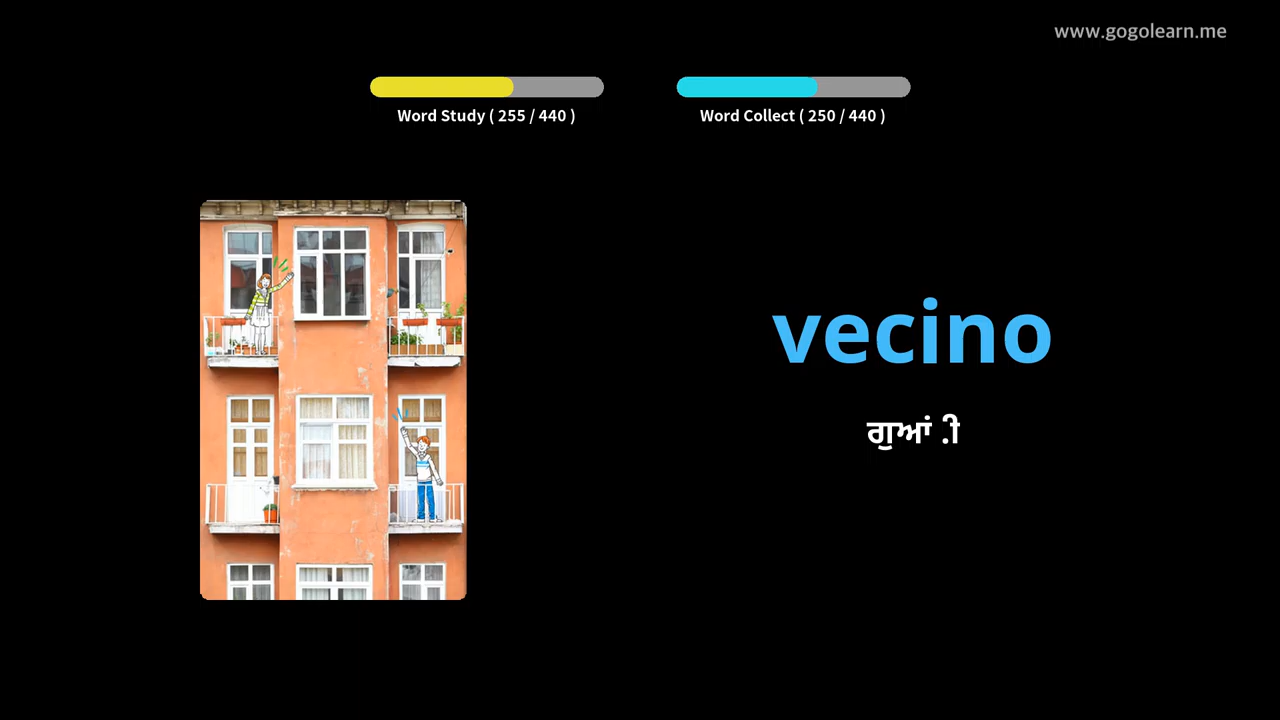 www.gogolearn.me
Word Study ( 255 / 440 )
Word Collect ( 250 / 440 )
vecino
ਗੁਆਂ .ੀ